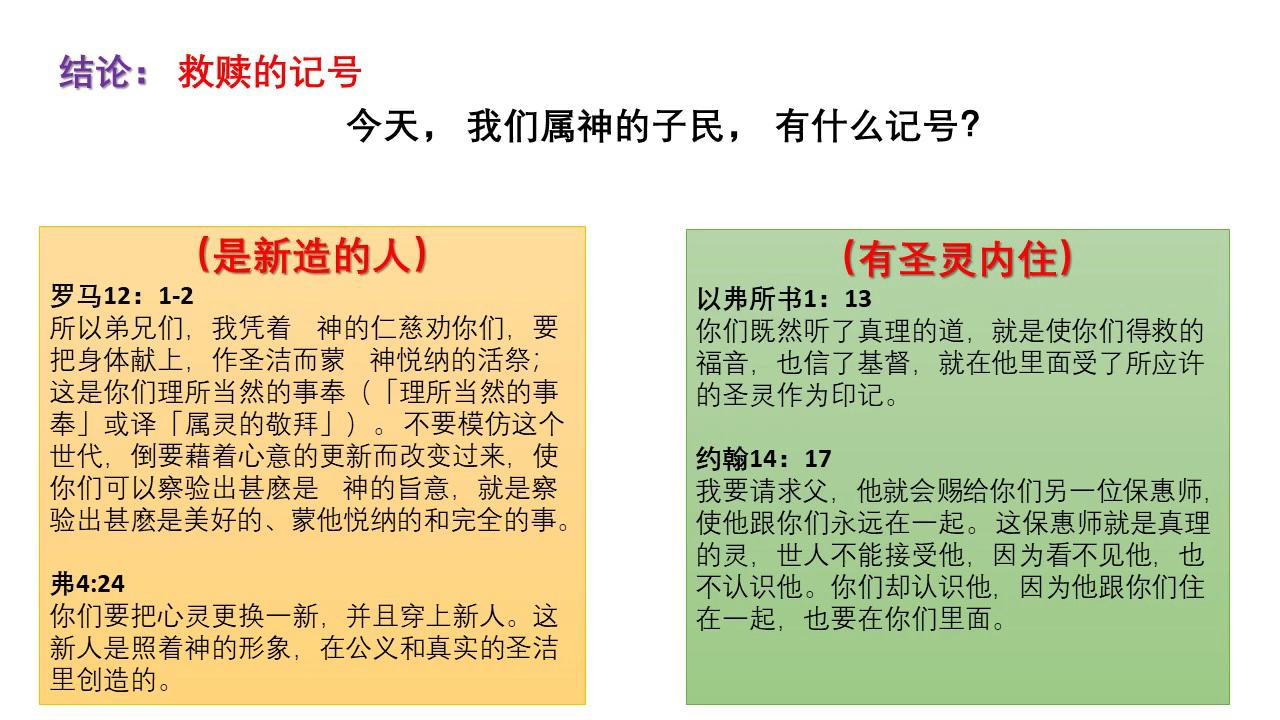 结论： 救赎的记号
今天， 我们属神的子民， 有什么记号？
（是新造的人）
罗马12：1-2
所以弟兄们，我凭着　神的仁慈劝你们，要
把身体献上，作圣洁而蒙　神悦纳的活祭；
这是你们理所当然的事奉（「理所当然的事
奉」或译「属灵的敬拜」）。不要模仿这个
世代，倒要藉着心意的更新而改变过来，使
你们可以察验出甚麽是　神的旨意，就是察
验出甚麽是美好的、蒙他悦纳的和完全的事。
弗4:24
你们要把心灵更换一新，并且穿上新人。这
新人是照着神的形象，在公义和真实的圣洁
里创造的。
（有圣灵内住）
以弗所书1：13
你们既然听了真理的道，就是使你们得救的
福音，也信了基督，就在他里面受了所应许
的圣灵作为印记。
约翰14：17
我要请求父，他就会赐给你们另一位保惠师，
使他跟你们永远在一起。这保惠师就是真理
的灵，世人不能接受他，因为看不见他，也
不认识他。你们却认识他，因为他跟你们住
在一起，也要在你们里面。